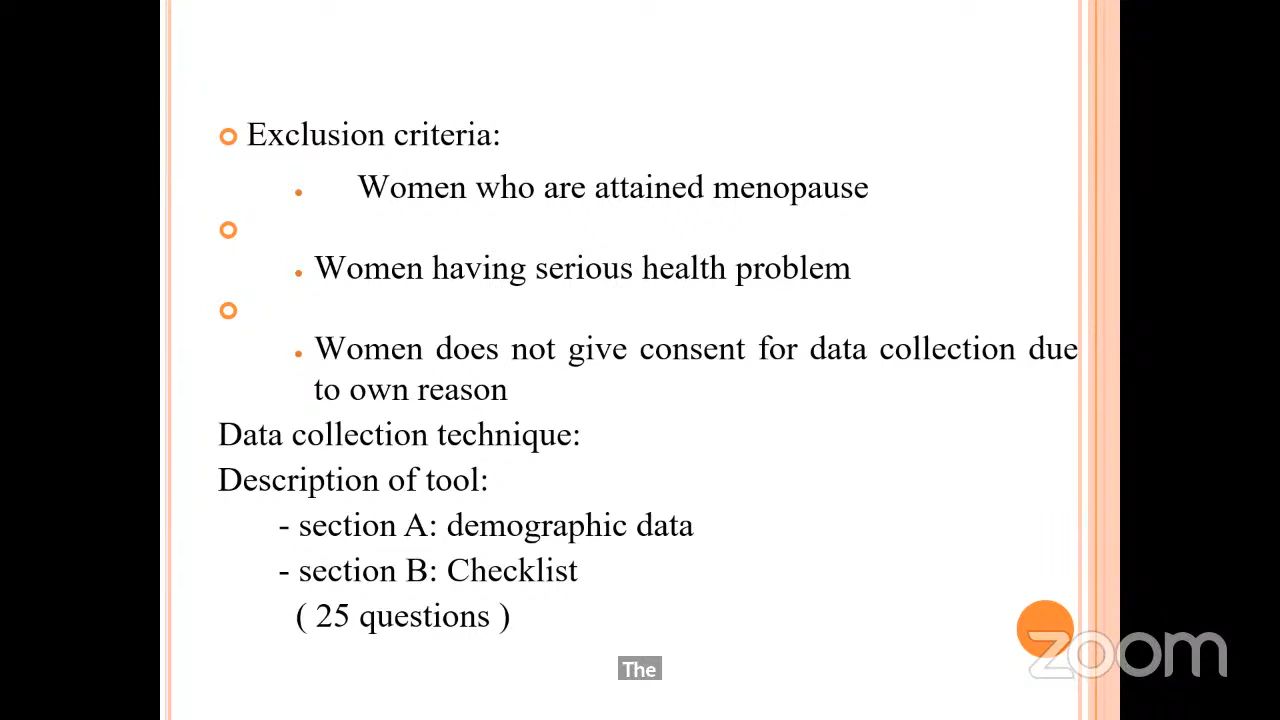 Exclusion criteria:
Women who are attained menopause
Women having serious health problem
Women does not give consent for data collection due
to own reason
Data collection technique:
Description of tool:
- section A: demographic data
- section B: Checklist
( 25 questions )
zoom
The